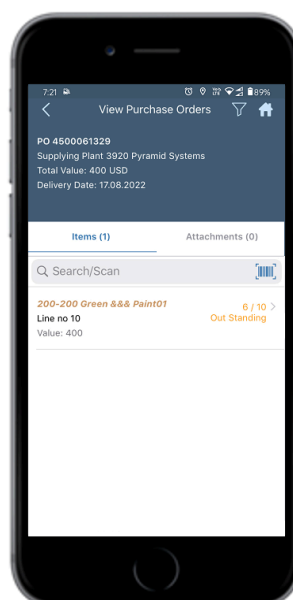 7:21 89%
View Purchase Orders
PO 4500061329
Supplying Plant 3920 Pyramid Systems
Total Value: 400 USD
Delivery Date: 17.08.2022
Items (1) Attachments (0)
Search/Scan
200-200 Green &&& Paint01 6 / 10
Line no 10 Out Standing
Value: 400